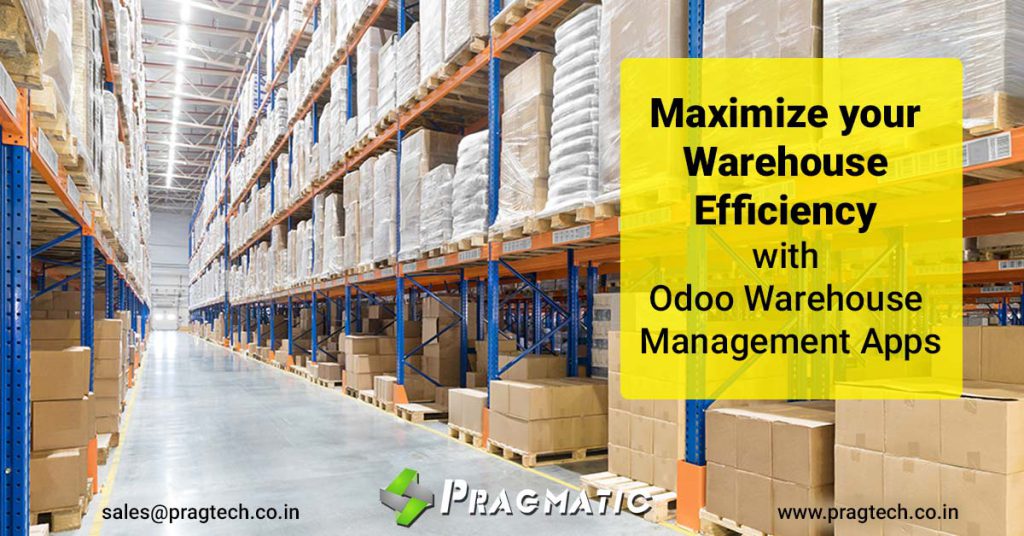 Maximize your
Warehouse
Efficiency
with
Odoo Warehouse
Management Apps
sales@pragtech.co.in
PRAGMATIC
www.pragtech.co.in